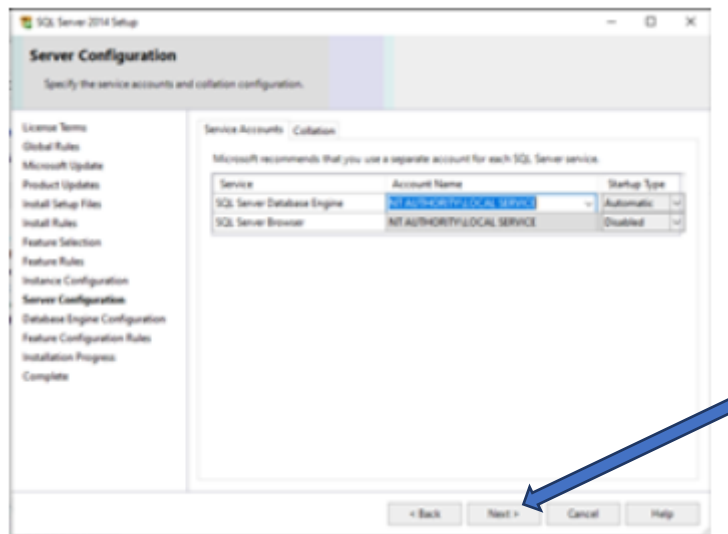 SQL Server 2014 Setup
Server Configuration
Specify the service accounts and collation configuration.
License Terms
Global Rules
Microsoft Update
Product Updates
Install Setup Files
Install Rules
Feature Selection
Feature Rules
Instance Configuration
Server Configuration
Database Engine Configuration
Feature Configuration Rules
Installation Progress
Complete
Service Accounts Collation
Microsoft recommends that you use a separate account for each SQL Server service.
Service Account Name Startup Type
SQL Server Database Engine NT AUTHORITY\LOCAL SERVICE Automatic
SQL Server Browser NT AUTHORITY\LOCAL SERVICE Disabled
< Back Next > Cancel Help